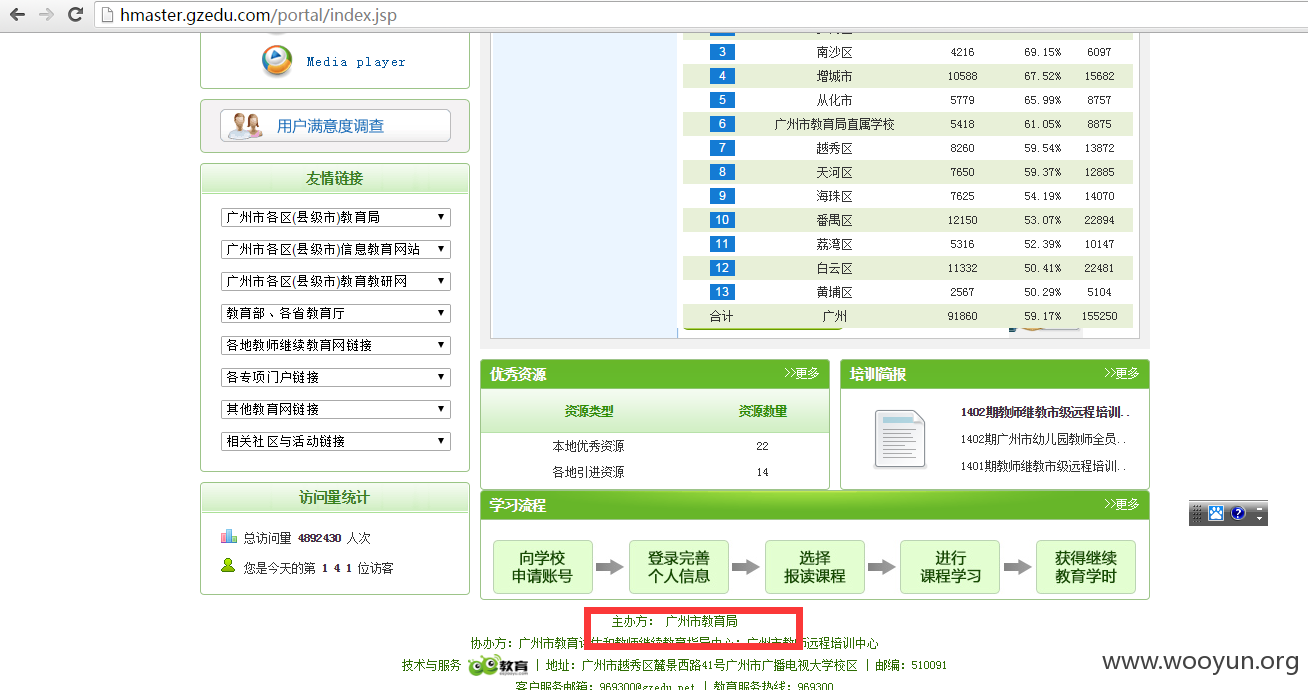 hmaster.gzedu.com/portal/index.jsp
Media player
用户满意度调查
友情链接
广州市各区(县级市)教育局
广州市各区(县级市)信息教育网站
广州市各区(县级市)教育教研网
教育部、各省教育厅
各地教师继续教育网链接
各专项门户链接
其他教育网链接
相关社区与活动链接
访问量统计
总访问量 4892430 人次
您是今天的第 1 4 1 位访客
3 南沙区 4216 69.15% 6097
4 增城市 10588 67.52% 15682
5 从化市 5779 65.99% 8757
6 广州市教育局直属学校 5418 61.05% 8875
7 越秀区 8260 59.54% 13872
8 天河区 7650 59.37% 12885
9 海珠区 7625 54.19% 14070
10 番禺区 12150 53.07% 22894
11 荔湾区 5316 52.39% 10147
12 白云区 11332 50.41% 22481
13 黄埔区 2567 50.29% 5104
合计 广州 91860 59.17% 155250
优秀资源 >>更多
资源类型 资源数量
本地优秀资源 22
各地引进资源 14
培训简报 >>更多
1402期教师继教市级远程培训..
1402期广州市幼儿园教师全员..
1401期教师继教市级远程培训..
学习流程 >>更多
向学校
申请账号
登录完善
个人信息
选择
报读课程
进行
课程学习
获得继续
教育学时
主办方： 广州市教育局
协办方：广州市教育评估和教师继续教育指导中心；广州市教师远程培训中心
技术与服务 教育 | 地址：广州市越秀区麓景西路41号广州市广播电视大学校区 | 邮编：510091
客户服务邮箱：969300@gzedu.net | 教育服务热线：969300
www.wooyun.org